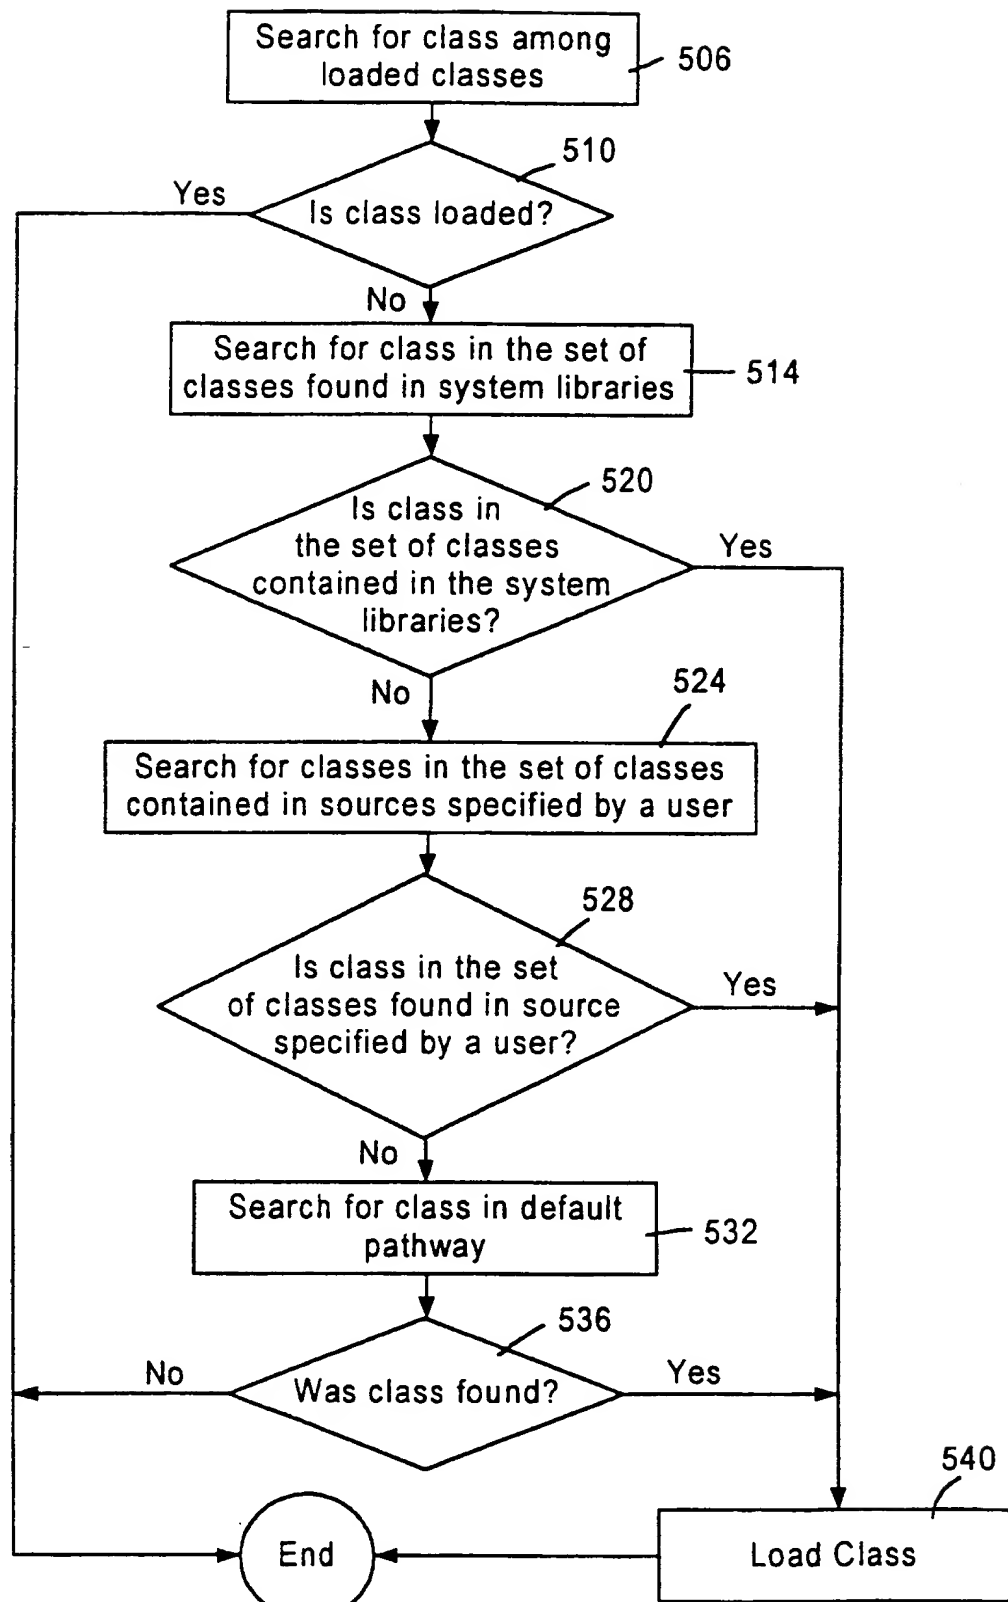 Search for class among
loaded classes
506
510
Yes
Is class loaded?
No
Search for class in the set of
classes found in system libraries
514
520
Is class in
the set of classes
contained in the system
libraries?
Yes
No
524
Search for classes in the set of classes
contained in sources specified by a user
528
Is class in the set
of classes found in source
specified by a user?
Yes
No
Search for class in default
pathway
532
536
No
Was class found?
Yes
540
End
Load Class